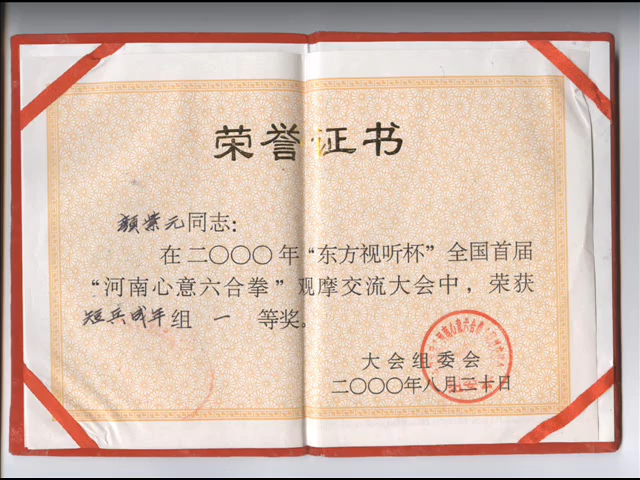 荣誉证书
颜紫元同志：
在二〇〇〇年“东方视听杯”全国首届
“河南心意六合拳”观摩交流大会中，荣获
短兵成年组 一 等奖。
大会组委会
二〇〇〇年八月二十日